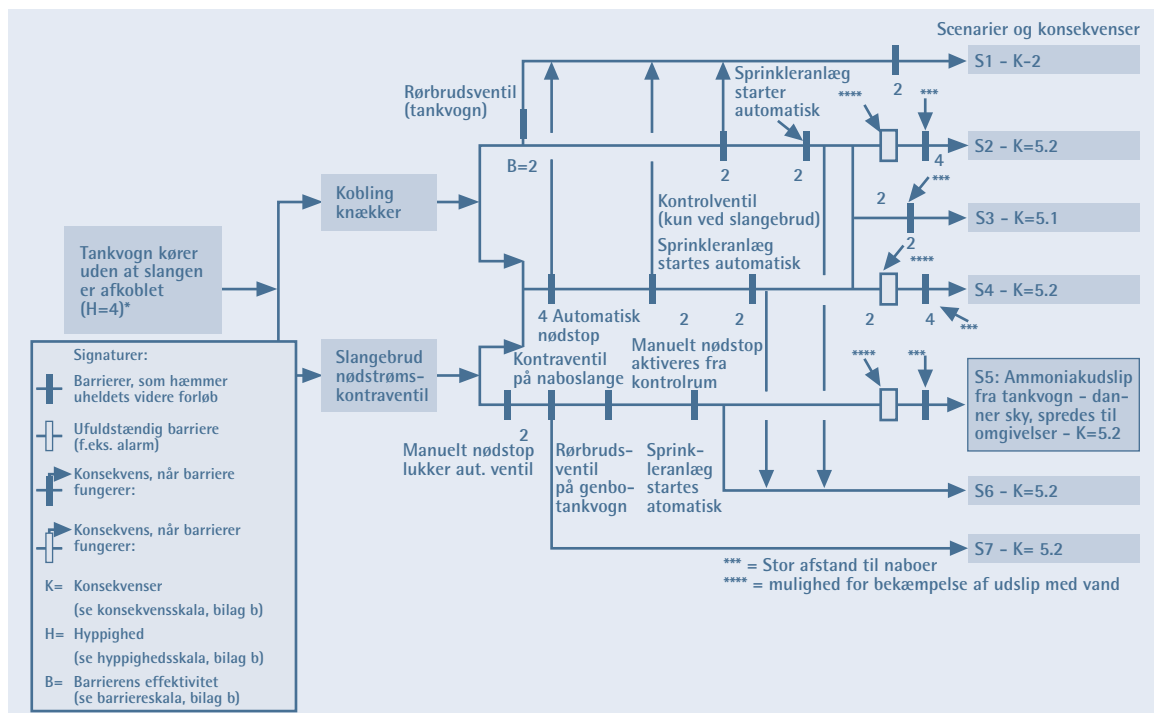 Scenarier og konsekvenser
S1 - K-2
Rørbrudsventil
(tankvogn)
Sprinkleranlæg
starter
automatisk
****
2
***
B=2
2
2
4
S2 - K=5.2
***
Kobling
knækker
Kontrolventil
(kun ved slangebrud)
2
2
S3 - K=5.1
Tankvogn kører
uden at slangen
er afkoblet
(H=4)*
Sprinkleranlæg
startes automatisk
****
S4 - K=5.2
4 Automatisk
nødstop
2
2
2
4
***
Slangebrud
nødstrøms-
kontraventil
Kontraventil
på naboslange
Manuelt nødstop
aktiveres fra
kontrolrum
****
***
S5: Ammoniakudslip
fra tankvogn - dan-
ner sky, spredes til
omgivelser - K=5.2
2
Manuelt nødstop
lukker aut. ventil
Rørbruds-
ventil
på genbo-
tankvogn
Sprink-
leranlæg
startes
atomatisk
S6 - K=5.2
S7 - K= 5.2
*** = Stor afstand til naboer
**** = mulighed for bekæmpelse af udslip med vand
Signaturer:
Barrierer, som hæmmer
uheldets videre forløb
Ufuldstændig barriere
(f.eks. alarm)
Konsekvens, når barriere
fungerer:
Konsekvens, når barrierer
fungerer:
K= Konsekvenser
(se konsekvensskala, bilag b)
H= Hyppighed
(se hyppighedsskala, bilag b)
B= Barrierens effektivitet
(se barriereskala, bilag b)